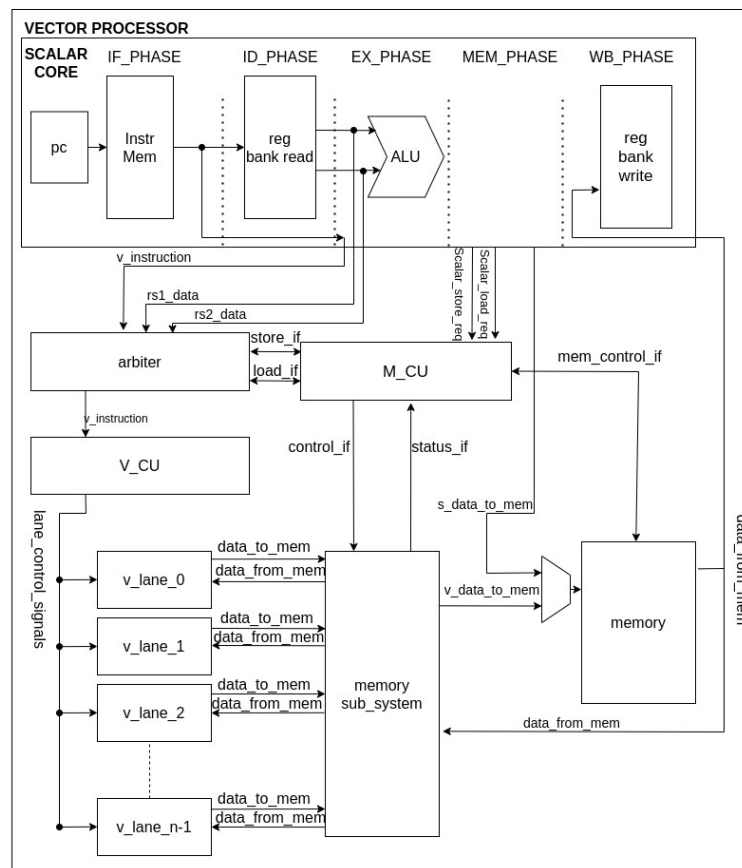 VECTOR PROCESSOR
SCALAR
CORE
IF_PHASE
ID_PHASE
EX_PHASE
MEM_PHASE
WB_PHASE
pc
Instr
Mem
reg
bank read
ALU
reg
bank
write
v_instruction
rs1_data
rs2_data
Scalar_store_req
Scalar_load_req
arbiter
store_if
load_if
M_CU
mem_control_if
v_instruction
V_CU
control_if
status_if
s_data_to_mem
lane_control_signals
data_from_mem
v_lane_0
data_to_mem
data_from_mem
v_data_to_mem
v_lane_1
data_to_mem
data_from_mem
memory
v_lane_2
data_to_mem
data_from_mem
memory
sub_system
data_from_mem
v_lane_n-1
data_to_mem
data_from_mem